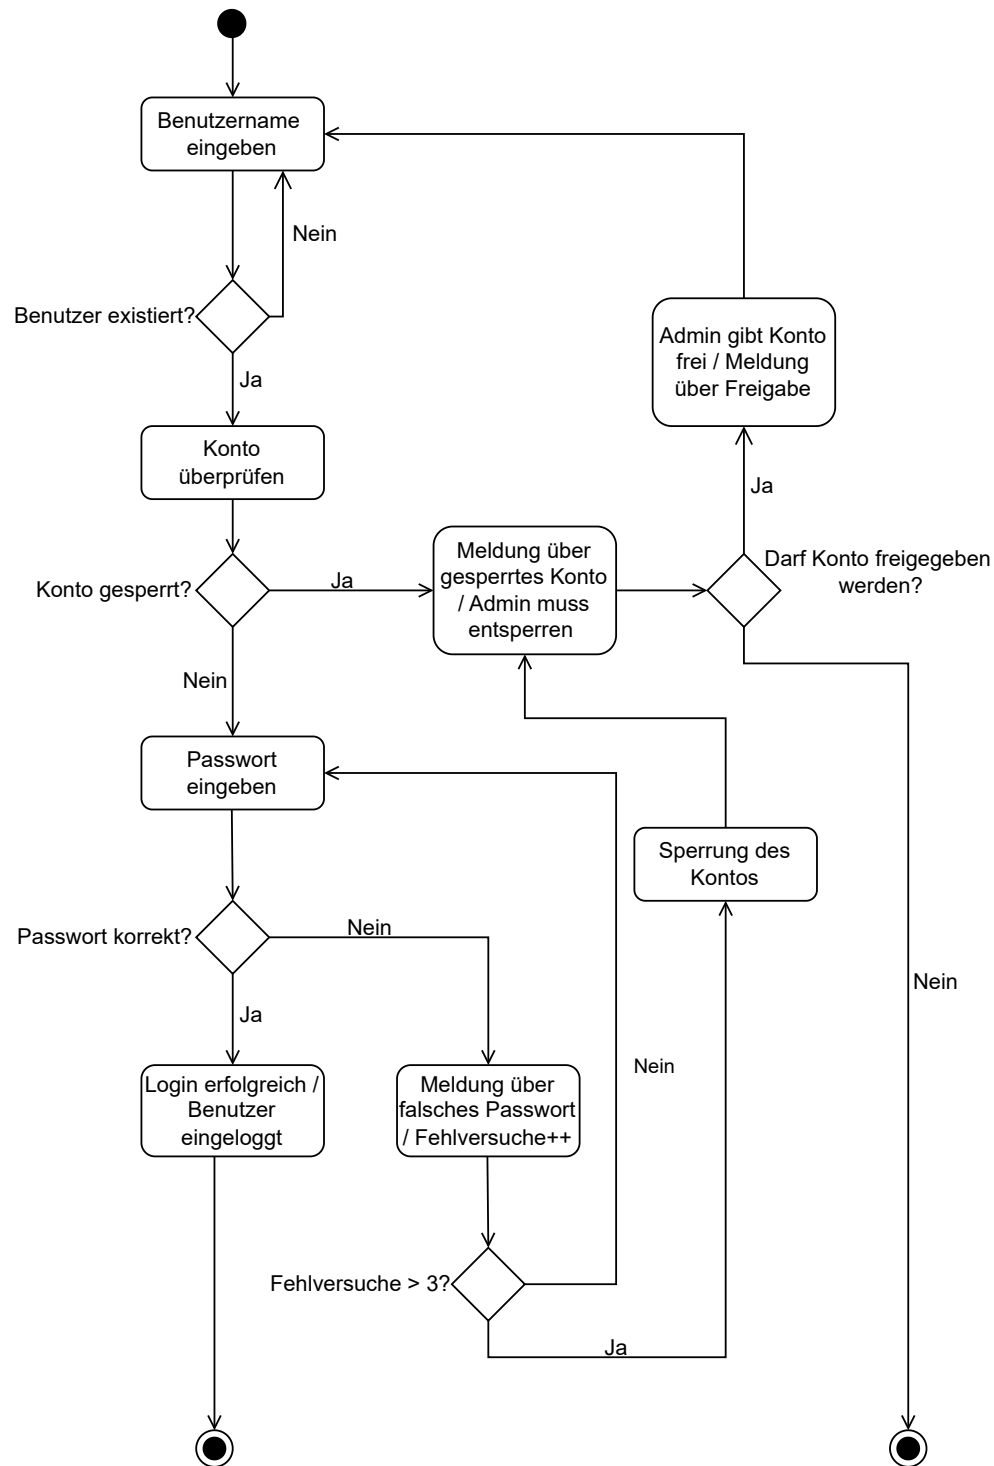 Benutzername
eingeben
Nein
Benutzer existiert?
Ja
Admin gibt Konto
frei / Meldung
über Freigabe
Konto
überprüfen
Ja
Konto gesperrt?
Ja
Meldung über
gesperrtes Konto
/ Admin muss
entsperren
Darf Konto freigegeben
werden?
Nein
Passwort
eingeben
Sperrung des
Kontos
Passwort korrekt?
Nein
Nein
Ja
Login erfolgreich /
Benutzer
eingeloggt
Meldung über
falsches Passwort
/ Fehlversuche++
Nein
Fehlversuche > 3?
Ja